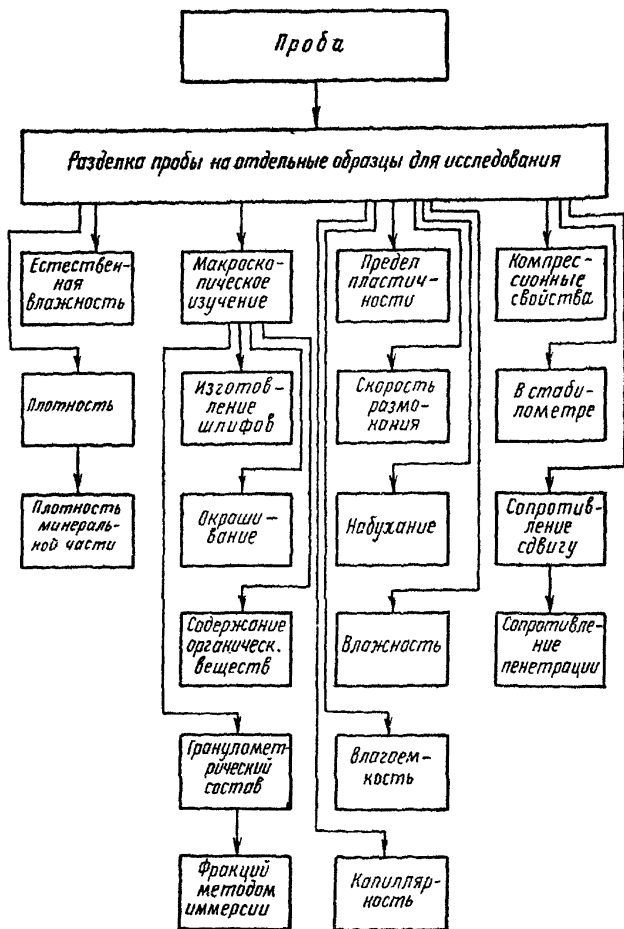 Проба
Разделка пробы на отдельные образцы для исследования
Естествен-
ная
влажность
Макроско-
пическое
изучение
Предел
пластич-
ности
Компрес-
сионные
свойства
Плотность
Изготов-
ление
шлифов
Скорость
размо-
кания
В стаби-
лометре
Плотность
минераль-
ной части
Окраши-
вание
Набухание
Сопротив-
ление
сдвигу
Содержание
органическ.
веществ
Влажность
Сопротивле-
ние
пенетрации
Грануломет-
рический
состав
Влагоем-
кость
Фракций
методом
иммерсии
Капилляр-
ность